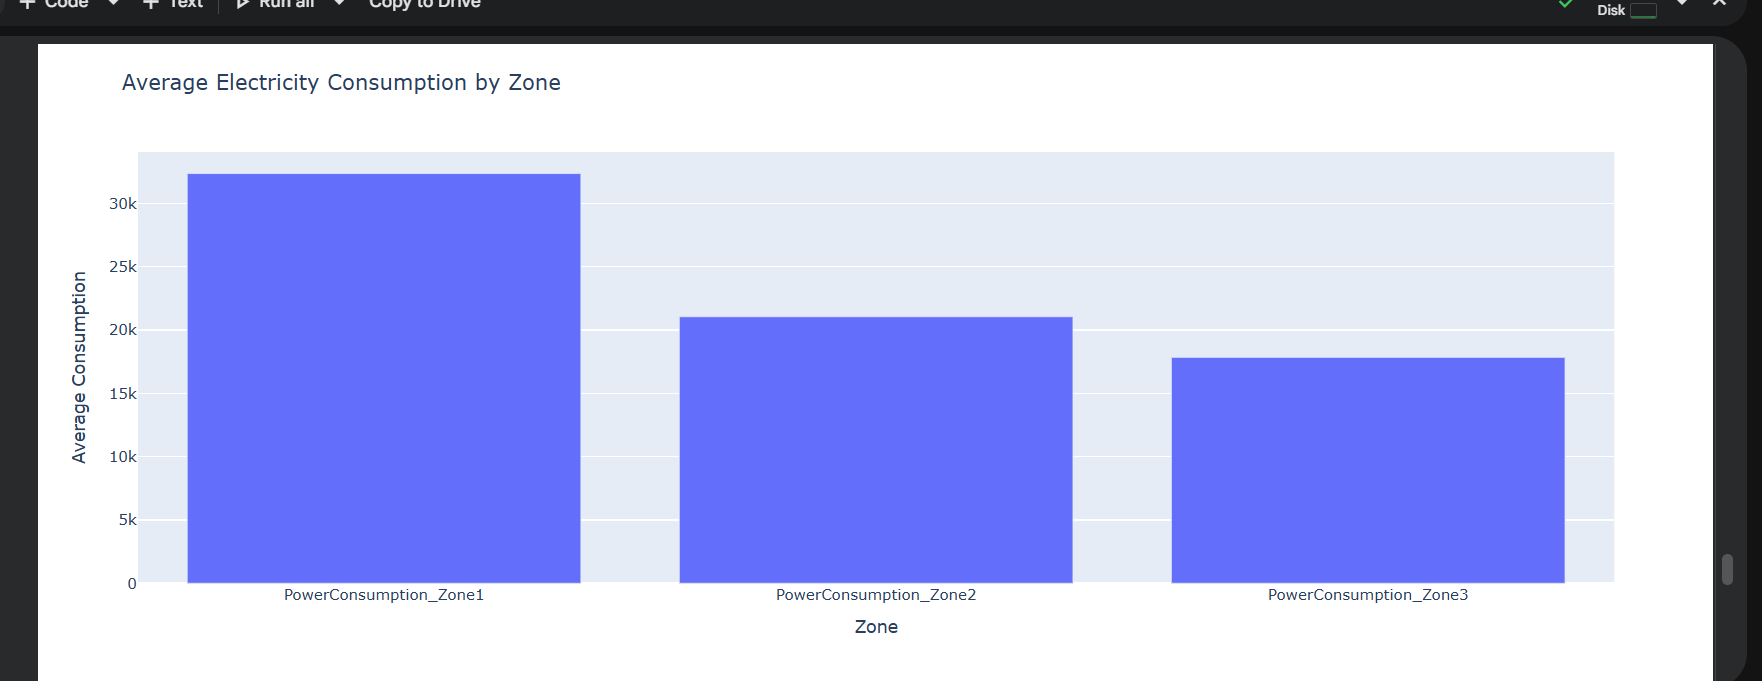 + Code + Text Run all Copy to Drive
Disk
Average Electricity Consumption by Zone
Average Consumption
30k
25k
20k
15k
10k
5k
0
PowerConsumption_Zone1 PowerConsumption_Zone2 PowerConsumption_Zone3
Zone